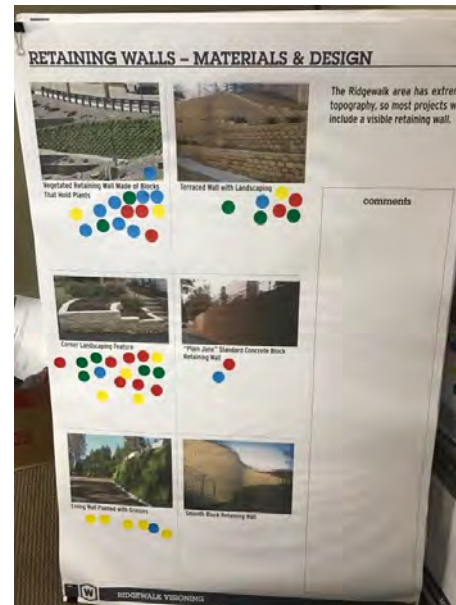 RETAINING WALLS – MATERIALS & DESIGN
The Ridgewalk area has extrem
topography, so most projects w
include a visible retaining wall.
Vegetated Retaining Wall Made of Blocks
That Hold Plants
Terraced Wall with Landscaping
comments
Corner Landscaping Feature
"Plain Jane" Standard Concrete Block
Retaining Wall
Living Wall Planted with Grasses
Smooth Block Retaining Wall
W
RIDGEWALK VISIONING